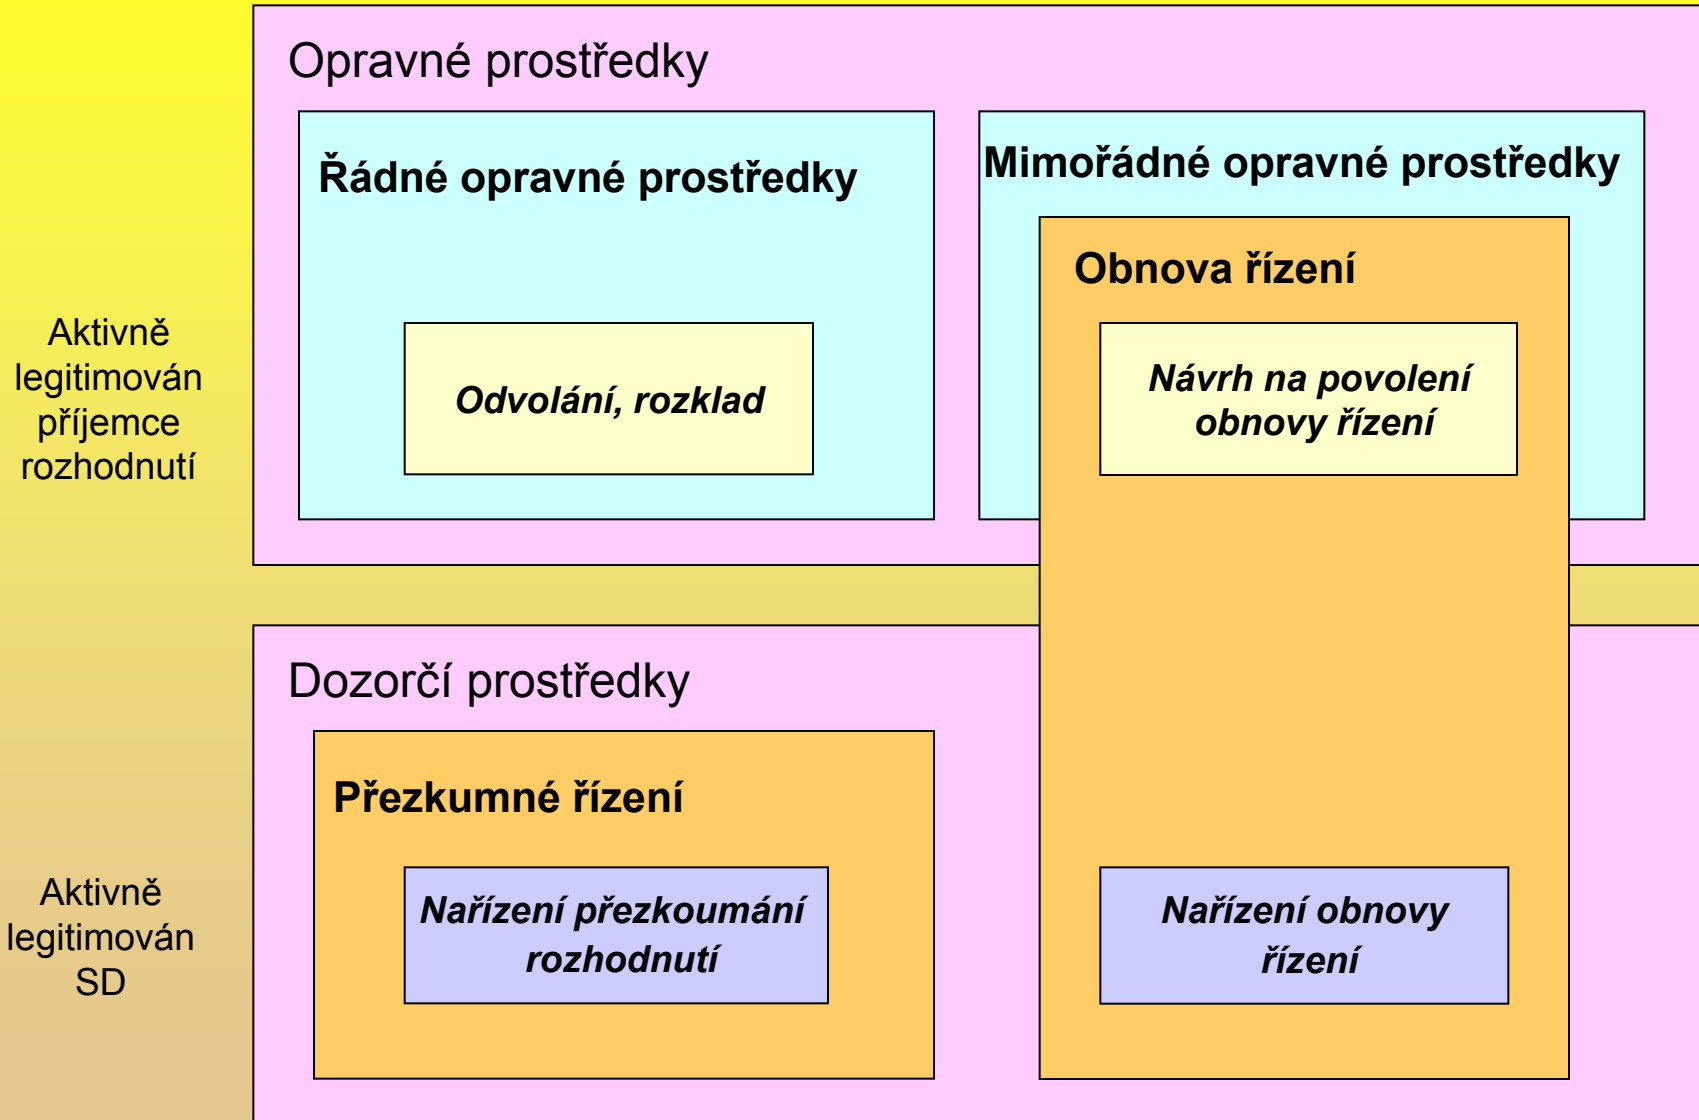 Opravné prostředky
Řádné opravné prostředky
Mimořádné opravné prostředky
Obnova řízení
Aktivně
legitimován
příjemce
rozhodnutí
Odvolání, rozklad
Návrh na povolení
obnovy řízení
Dozorčí prostředky
Přezkumné řízení
Aktivně
legitimován
SD
Nařízení přezkoumání
rozhodnutí
Nařízení obnovy
řízení